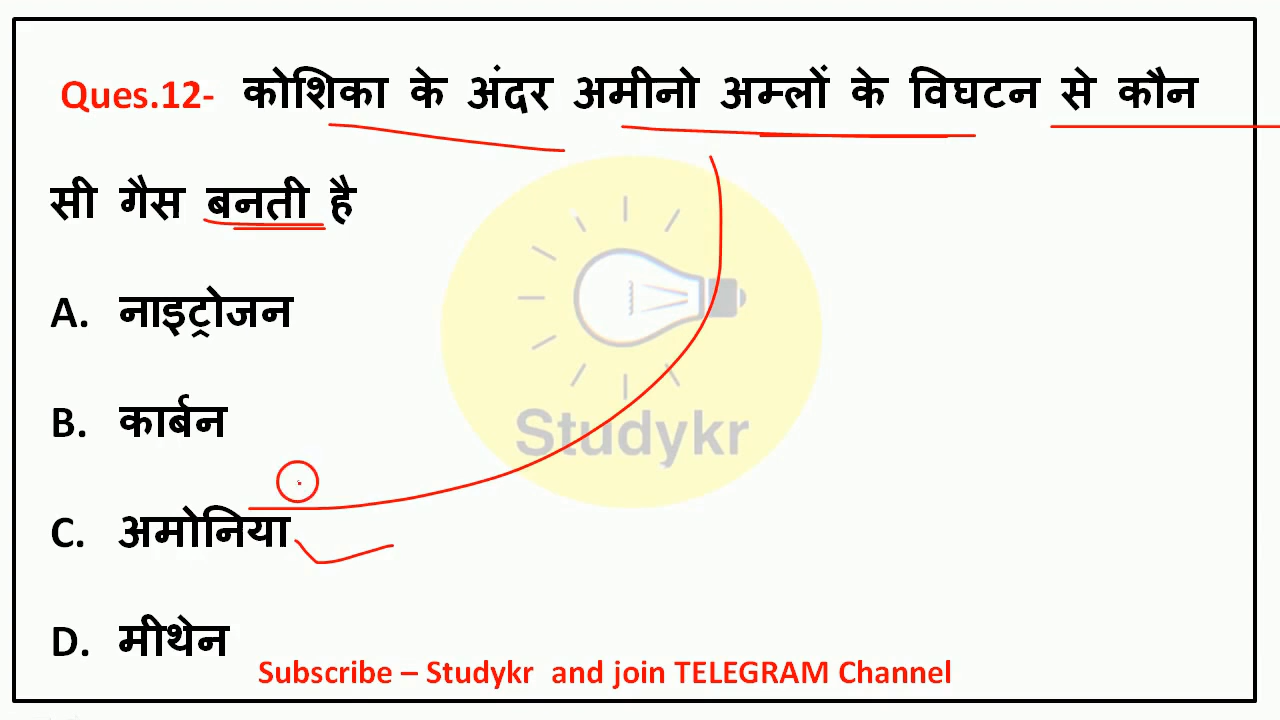 Ques.12- कोशिका के अंदर अमीनो अम्लों के विघटन से कौन
सी गैस बनती है
A. नाइट्रोजन
B. कार्बन
Studykr
C. अमोनिया
D. मीथेन
Subscribe – Studykr and join TELEGRAM Channel